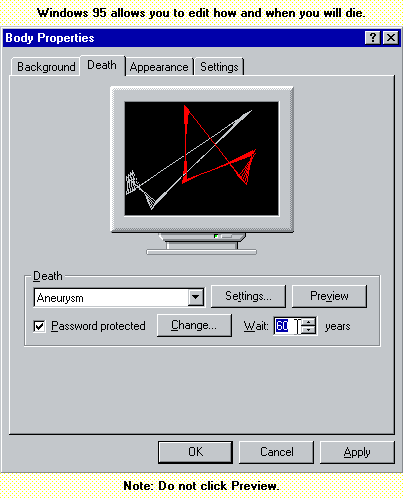 Windows 95 allows you to edit how and when you will die.
Body Properties
Background Death Appearance Settings
Death
Aneurysm Settings... Preview
Password protected Change... Wait: 60 years
OK Cancel Apply
Note: Do not click Preview.